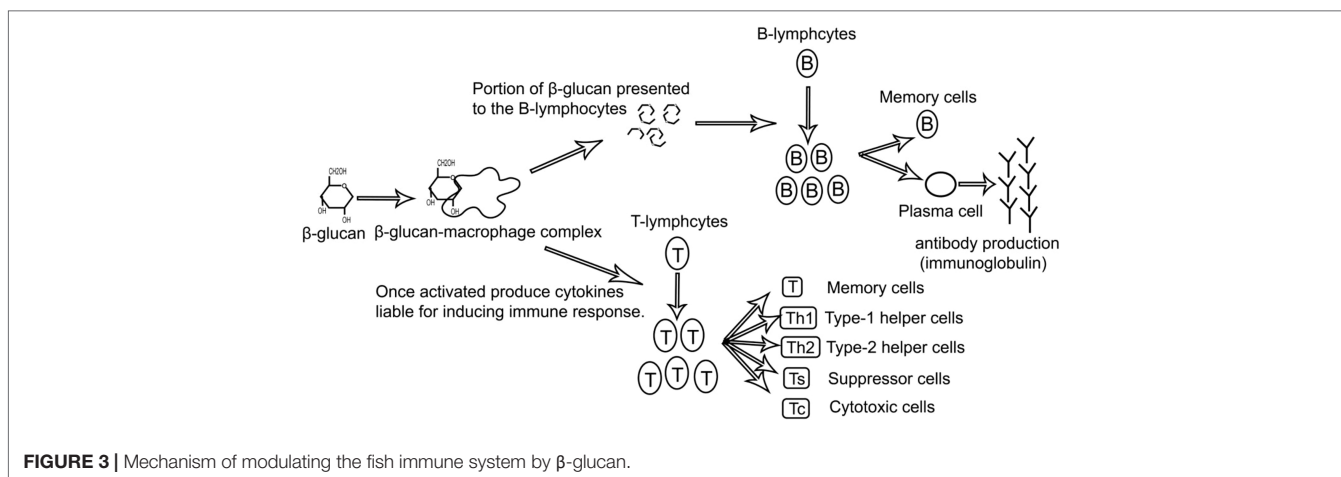 B-lymphcytes
B
Portion of β-glucan presented
to the B-lymphocytes
Memory cells
B
B B
B B B
Plasma cell
antibody production
(immunoglobulin)
CH2OH
O
OH
OH
β-glucan
CH2OH
O
OH
OH
β-glucan-macrophage complex
T-lymphcytes
T
Once activated produce cytokines
liable for inducing immune response.
T T
T T T
T Memory cells
Th1 Type-1 helper cells
Th2 Type-2 helper cells
Ts Suppressor cells
Tc Cytotoxic cells
FIGURE 3 | Mechanism of modulating the fish immune system by β-glucan.